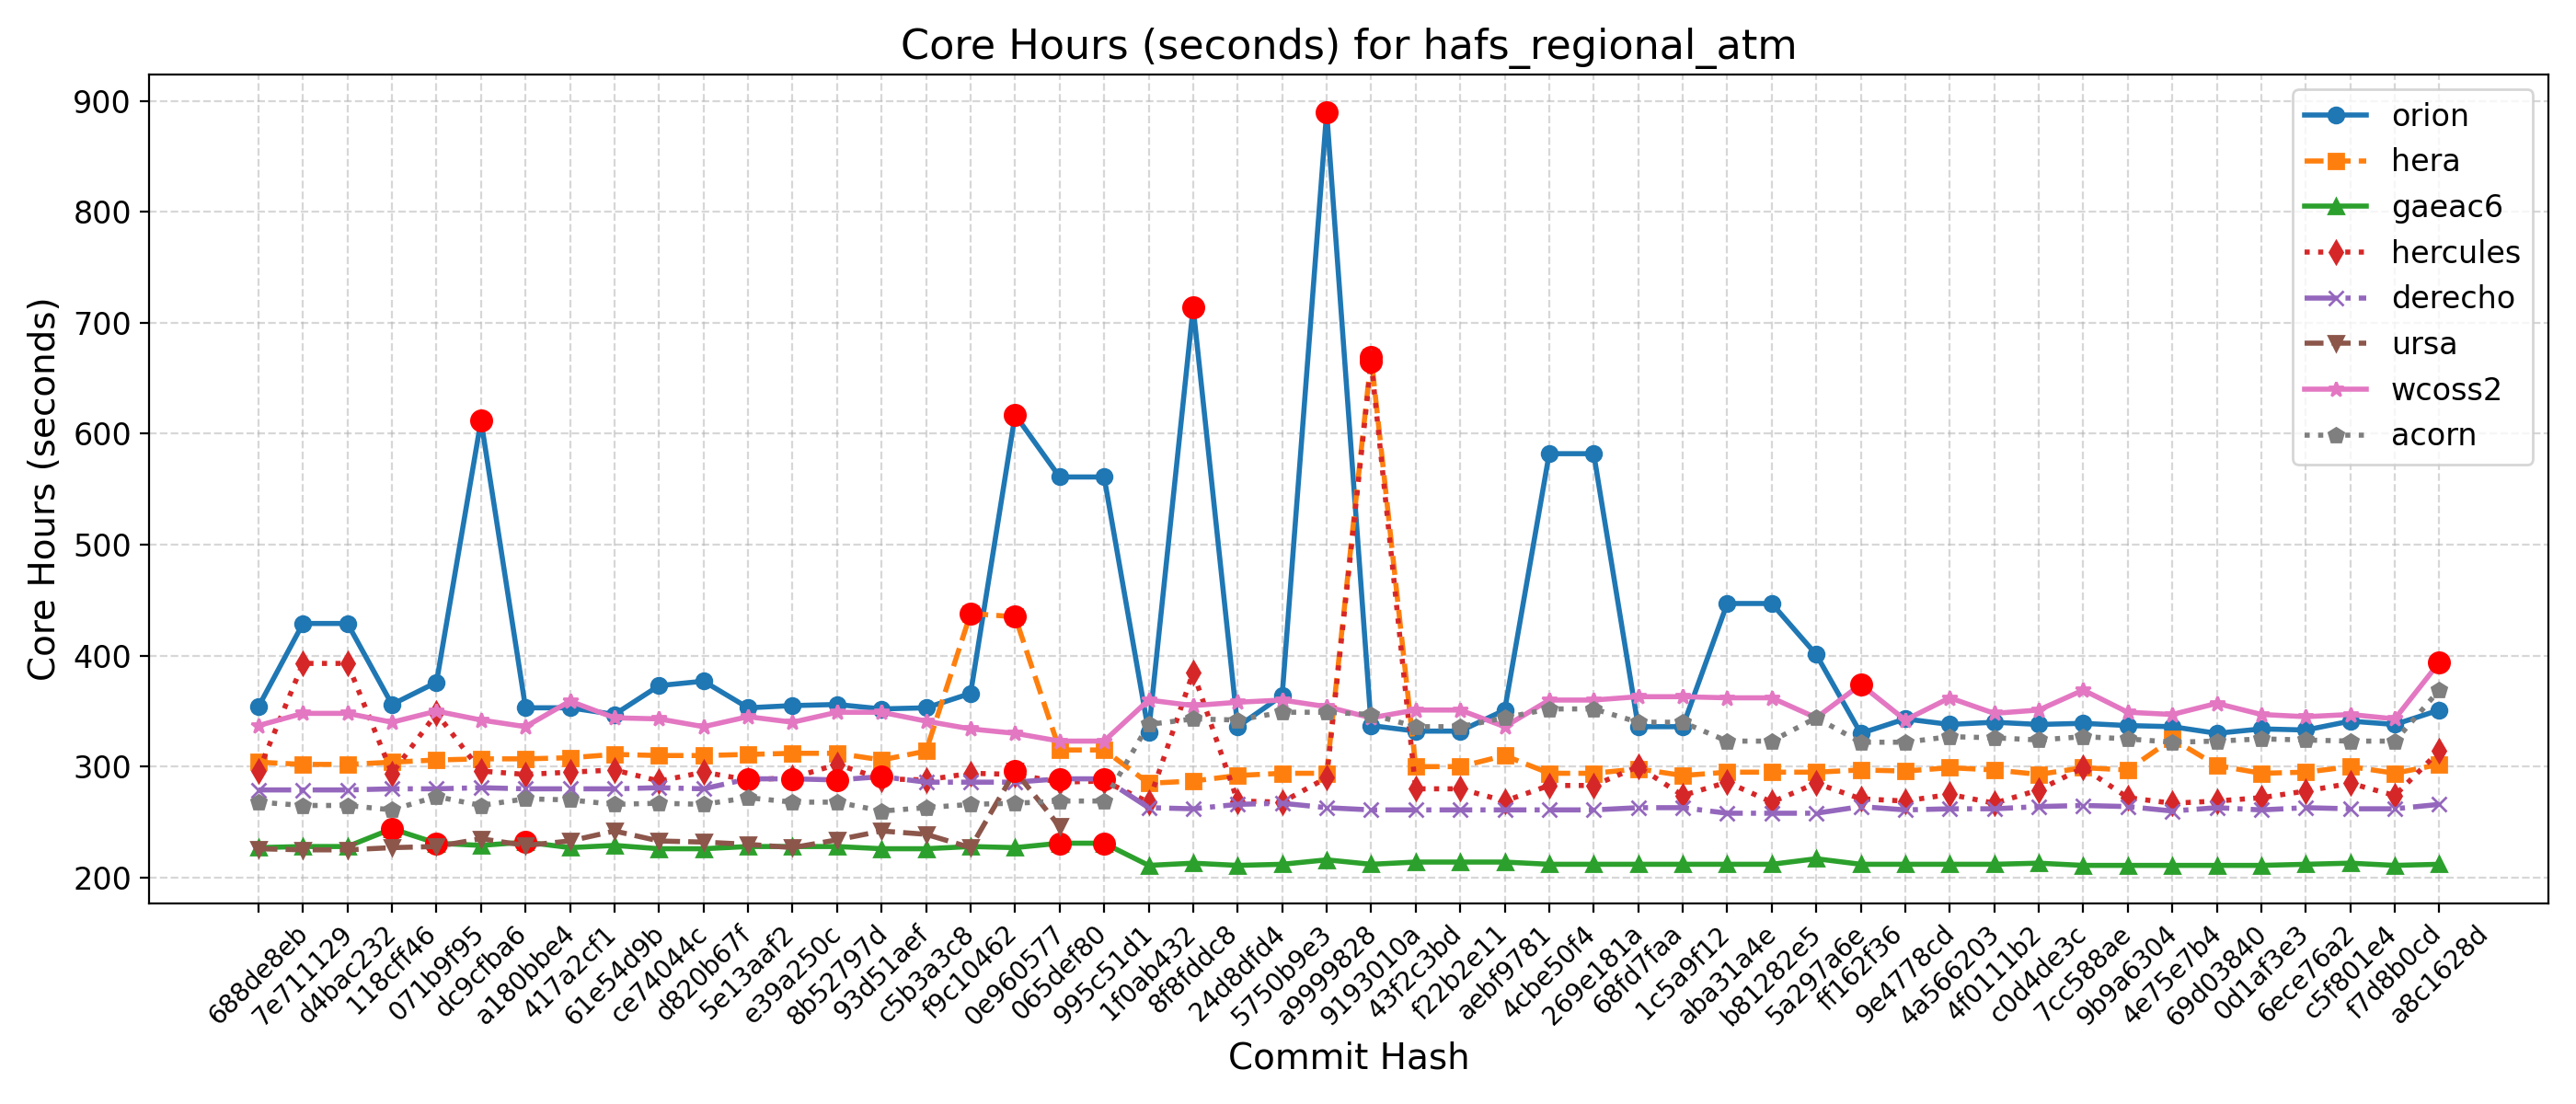 Core Hours (seconds) for hafs_regional_atm
Core Hours (seconds)
900
800
700
600
500
400
300
200
orion
hera
gaeac6
hercules
derecho
ursa
wcoss2
acorn
688de8eb
7e711129
d4bac232
118cff46
071b9f95
dc9cfba6
a180bbe4
417a2cf1
61e54d9b
ce74044c
d820b67f
5e13aaf2
e39a250c
8b52797d
93d51aef
c5b3a3c8
f9c10462
0e960577
065def80
995c51d1
1f0ab432
8f8fddc8
24d8dfd4
5750b9e3
a9999828
9193010a
43f2c3bd
f22b2e11
aebf9781
4cbe50f4
269e181a
68fd7faa
1c5a9f12
aba31a4e
b81282e5
5a297a6e
ff162f36
9e4778cd
4a566203
4f0111b2
c0d4de3c
7cc588ae
9b9a6304
4e75e7b4
69d03840
0d1af3e3
6ece76a2
c5f801e4
f7d8b0cd
a8c1628d
Commit Hash